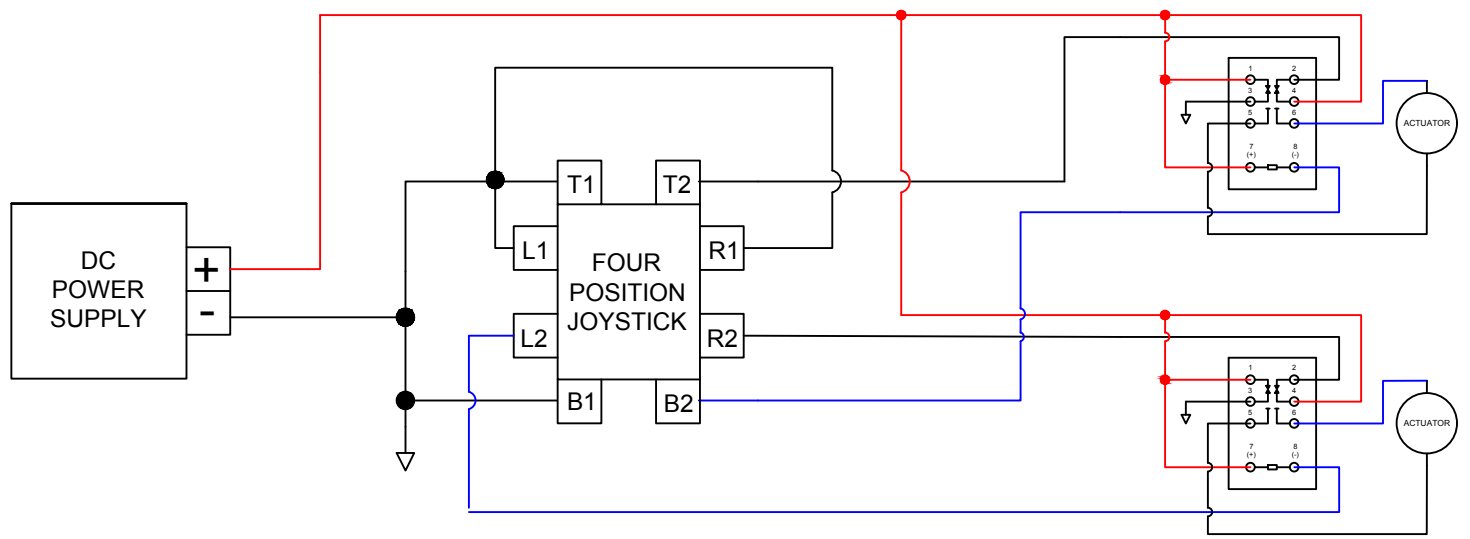 DC
POWER
SUPPLY
+
-
T1
T2
L1
R1
FOUR
POSITION
JOYSTICK
L2
R2
B1
B2
1
2
3
4
5
6
7
(+)
8
(-)
ACTUATOR
1
2
3
4
5
6
7
(+)
8
(-)
ACTUATOR